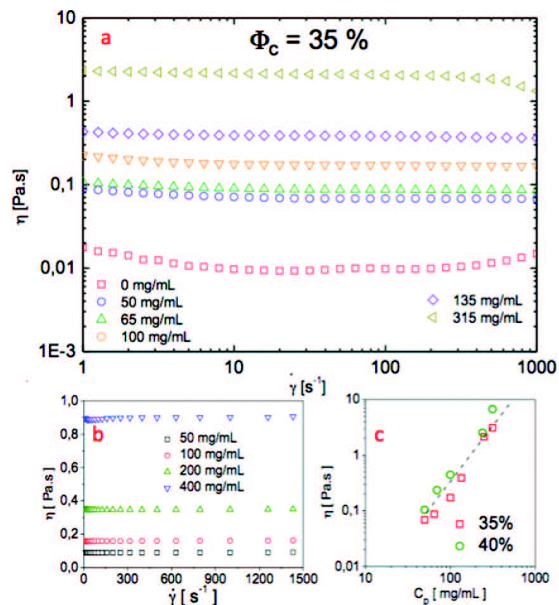 a
Φc = 35 %
10
1
0,1
0,01
1E-3
η [Pa.s]
0 mg/mL
50 mg/mL
65 mg/mL
100 mg/mL
135 mg/mL
315 mg/mL
1 10 100 1000
γ̇ [s⁻¹]
b
1,0
0,8
0,6
0,4
0,2
0,0
η [Pa.s]
50 mg/mL
100 mg/mL
200 mg/mL
400 mg/mL
0 300 600 900 1200 1500
γ̇ [s⁻¹]
c
10
1
0,1
0,01
η [Pa.s]
35%
40%
10 100 1000
Cp [mg/mL]